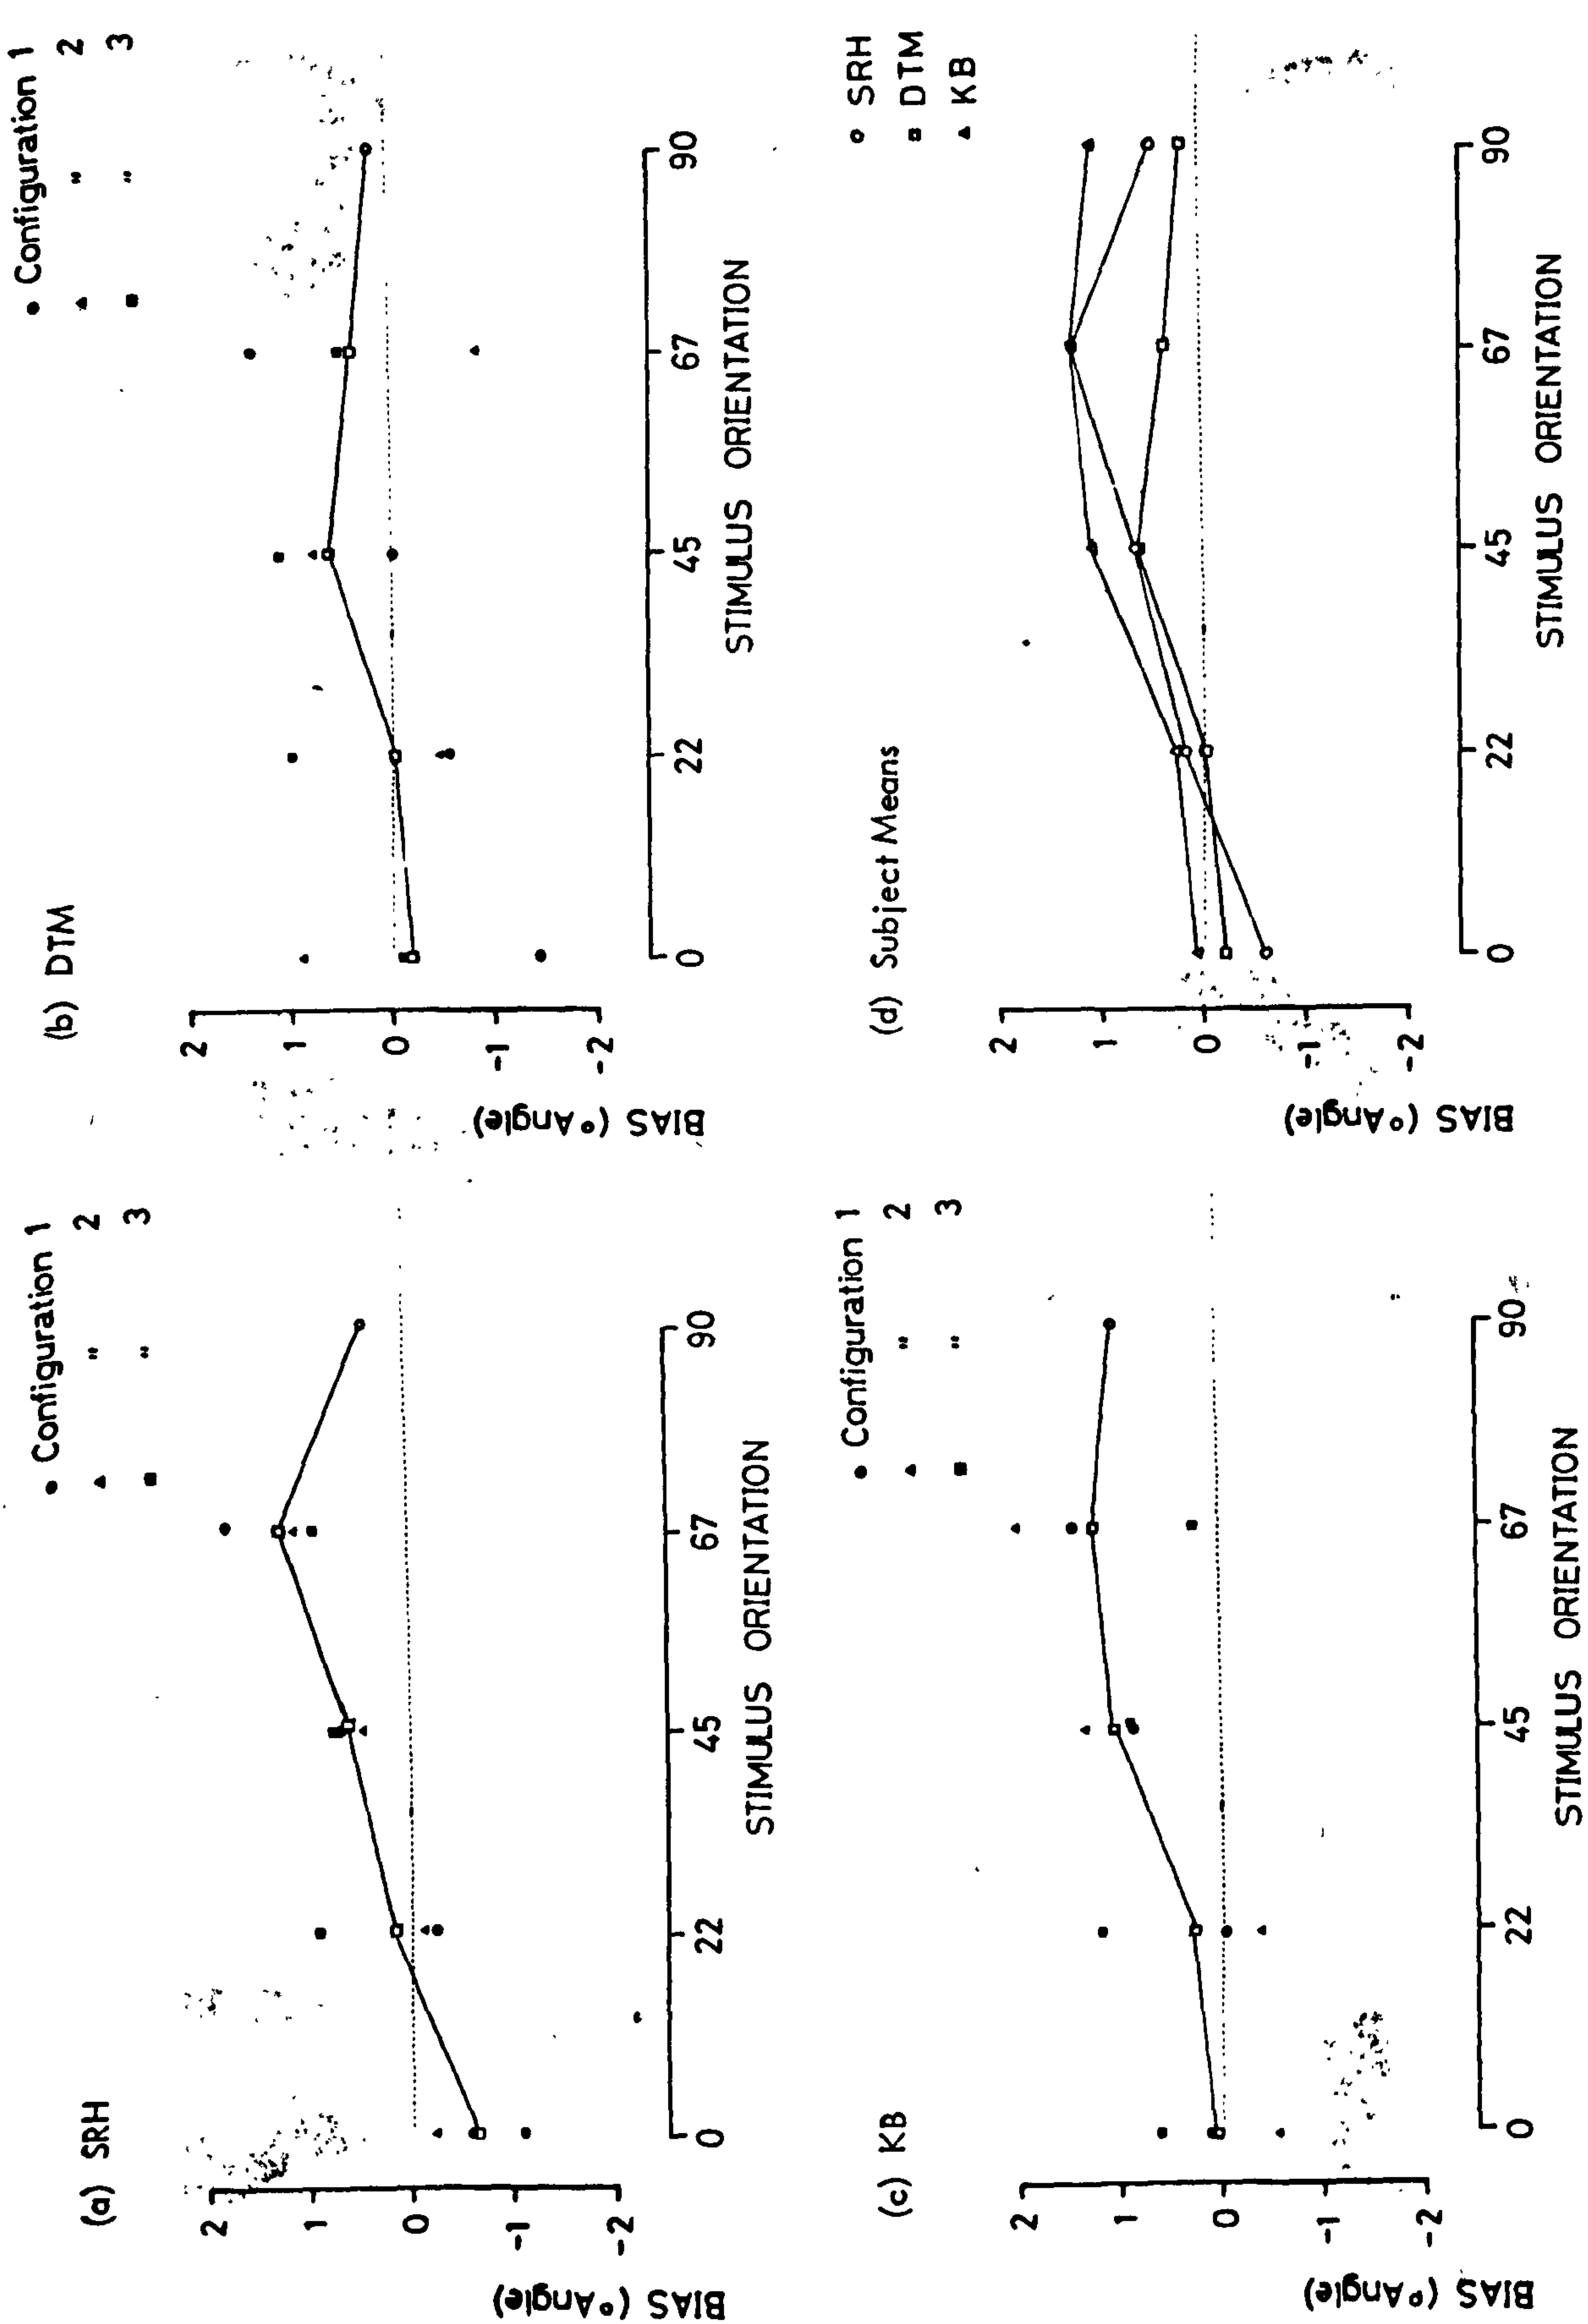 (a) SRH
● Configuration 1
▲ " 2
■ " 3
BIAS (°Angle)
2
1
0
-1
-2
0 22 45 67 90
STIMULUS ORIENTATION
(b) DTM
● Configuration 1
▲ " 2
■ " 3
BIAS (°Angle)
2
1
0
-1
-2
0 22 45 67 90
STIMULUS ORIENTATION
(c) KB
● Configuration 1
▲ " 2
■ " 3
BIAS (°Angle)
2
1
0
-1
-2
0 22 45 67 90
STIMULUS ORIENTATION
(d) Subject Means
SRH
DTM
KB
BIAS (°Angle)
2
1
0
-1
-2
0 22 45 67 90
STIMULUS ORIENTATION